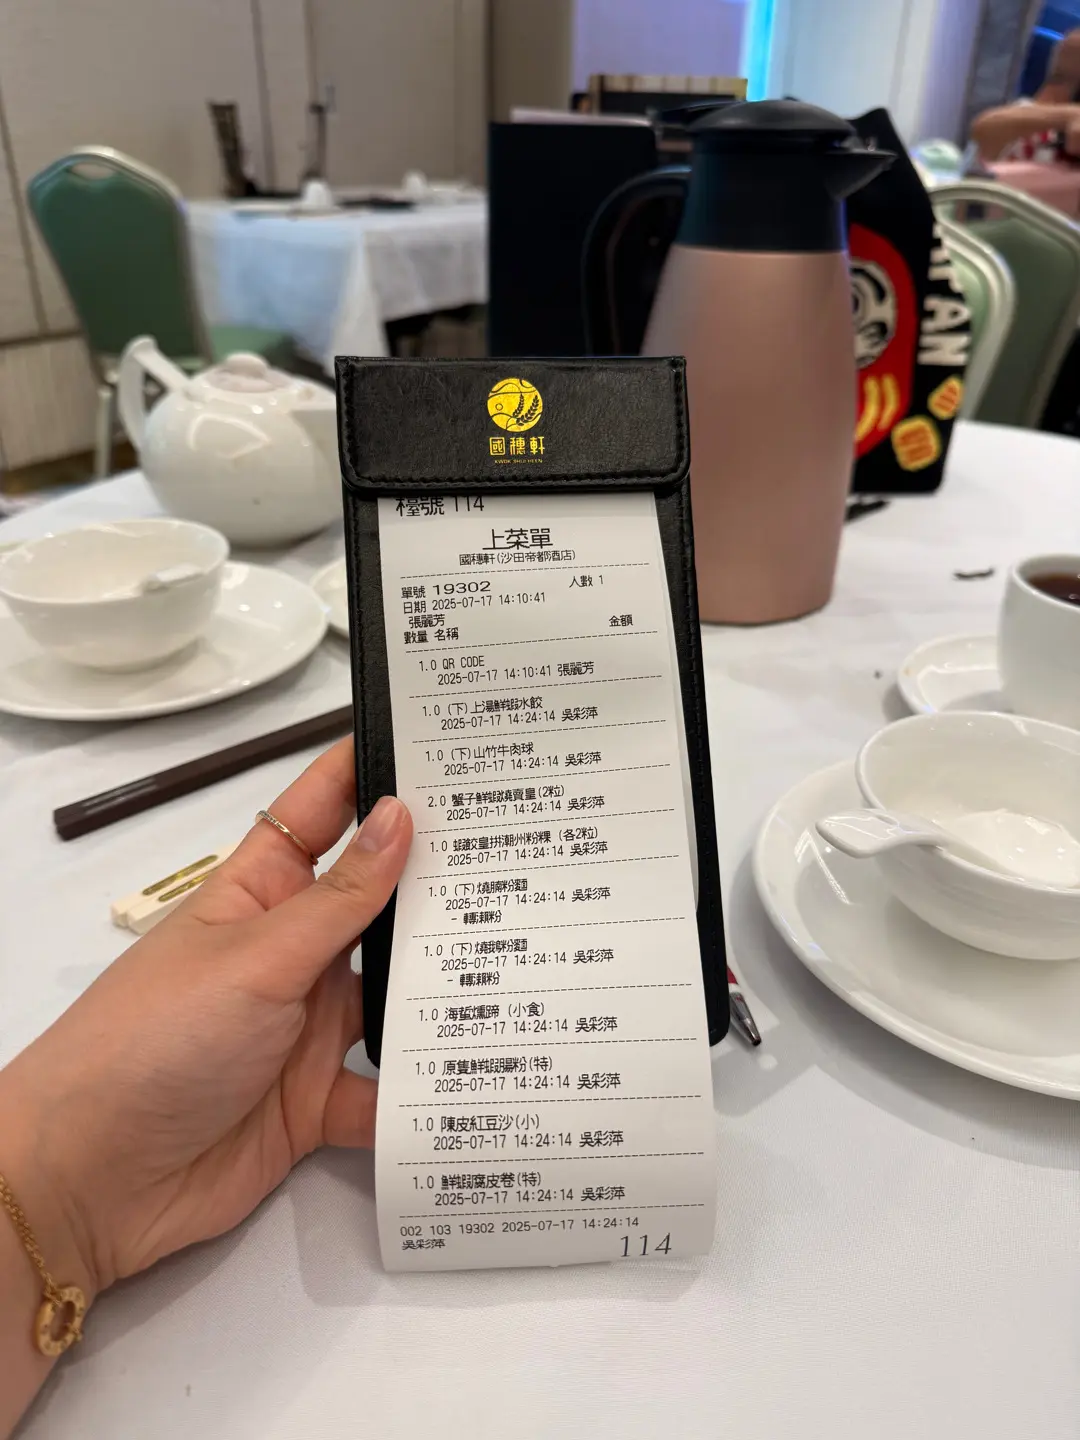 國穗軒
KWOK SHUI HEEN
JAPAN
檯號 114
上菜單
國穗軒(沙田帝都酒店)
單號 19302 人數 1
日期 2025-07-17 14:10:41
張麗芳
數量 名稱 金額
1.0 QR CODE
2025-07-17 14:10:41 張麗芳
1.0 (下)上湯鮮蝦水餃
2025-07-17 14:24:14 吳彩萍
1.0 (下)山竹牛肉球
2025-07-17 14:24:14 吳彩萍
2.0 蟹子鮮蝦燒賣皇(2粒)
2025-07-17 14:24:14 吳彩萍
1.0 蝦餃皇拼潮州粉粿 (各2粒)
2025-07-17 14:24:14 吳彩萍
1.0 (下)燒腩粉麵
2025-07-17 14:24:14 吳彩萍
- 轉瀨粉
1.0 (下)燒鵝粉麵
2025-07-17 14:24:14 吳彩萍
- 轉瀨粉
1.0 海蜇燻蹄 (小食)
2025-07-17 14:24:14 吳彩萍
1.0 原隻鮮蝦腸粉(特)
2025-07-17 14:24:14 吳彩萍
1.0 陳皮紅豆沙(小)
2025-07-17 14:24:14 吳彩萍
1.0 鮮蝦腐皮卷(特)
2025-07-17 14:24:14 吳彩萍
002 103 19302 2025-07-17 14:24:14
吳彩萍
114